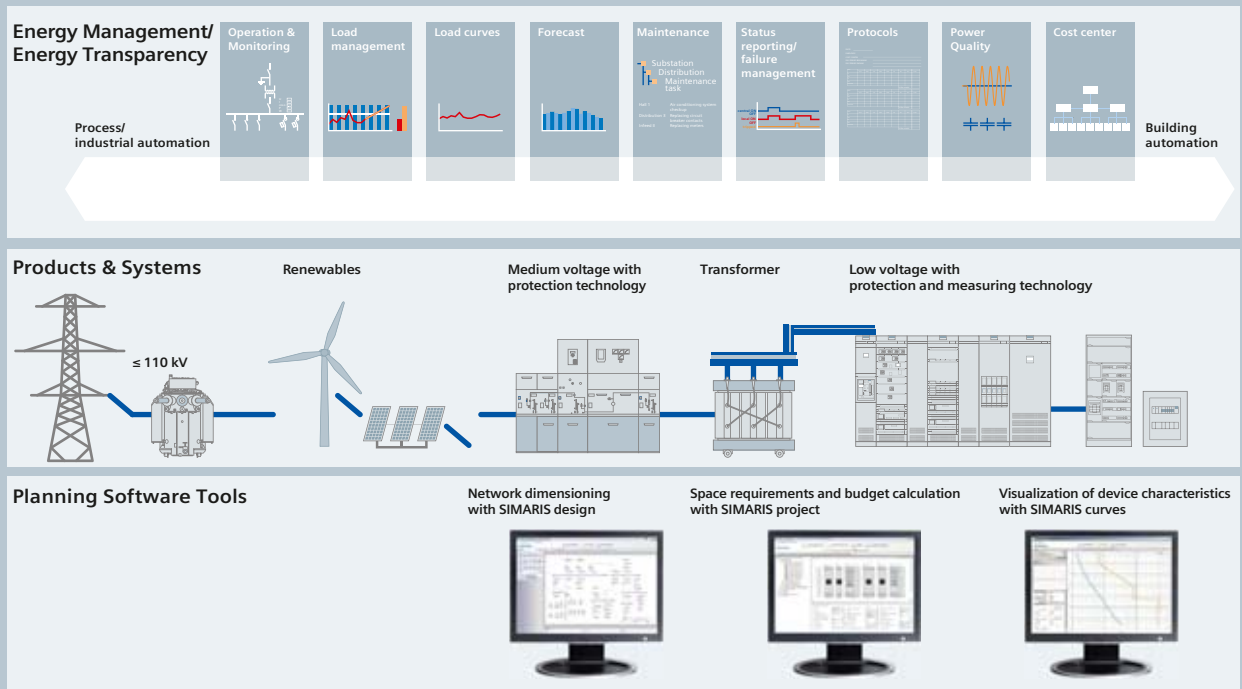 Energy Management/
Energy Transparency
Operation &
Monitoring
Load
management
Load curves
Forecast
Maintenance
Substation
Distribution
Maintenance
task
Status
reporting/
failure
management
Protocols
Power
Quality
Cost center
Process/
industrial automation
Building
automation
Products & Systems
Renewables
Medium voltage with
protection technology
Transformer
Low voltage with
protection and measuring technology
≤ 110 kV
Planning Software Tools
Network dimensioning
with SIMARIS design
Space requirements and budget calculation
with SIMARIS project
Visualization of device characteristics
with SIMARIS curves